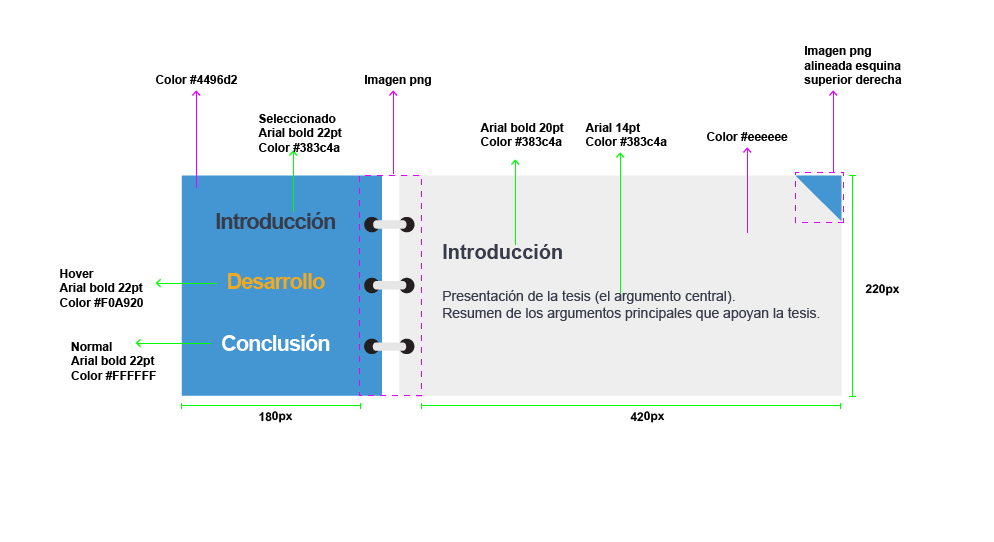 Imagen png
alineada esquina
superior derecha
Color #4496d2
Imagen png
Seleccionado
Arial bold 22pt
Color #383c4a
Arial bold 20pt
Color #383c4a
Arial 14pt
Color #383c4a
Color #eeeeee
Introducción
Desarrollo
Conclusión
Introducción
Presentación de la tesis (el argumento central).
Resumen de los argumentos principales que apoyan la tesis.
Hover
Arial bold 22pt
Color #F0A920
Normal
Arial bold 22pt
Color #FFFFFF
220px
180px
420px